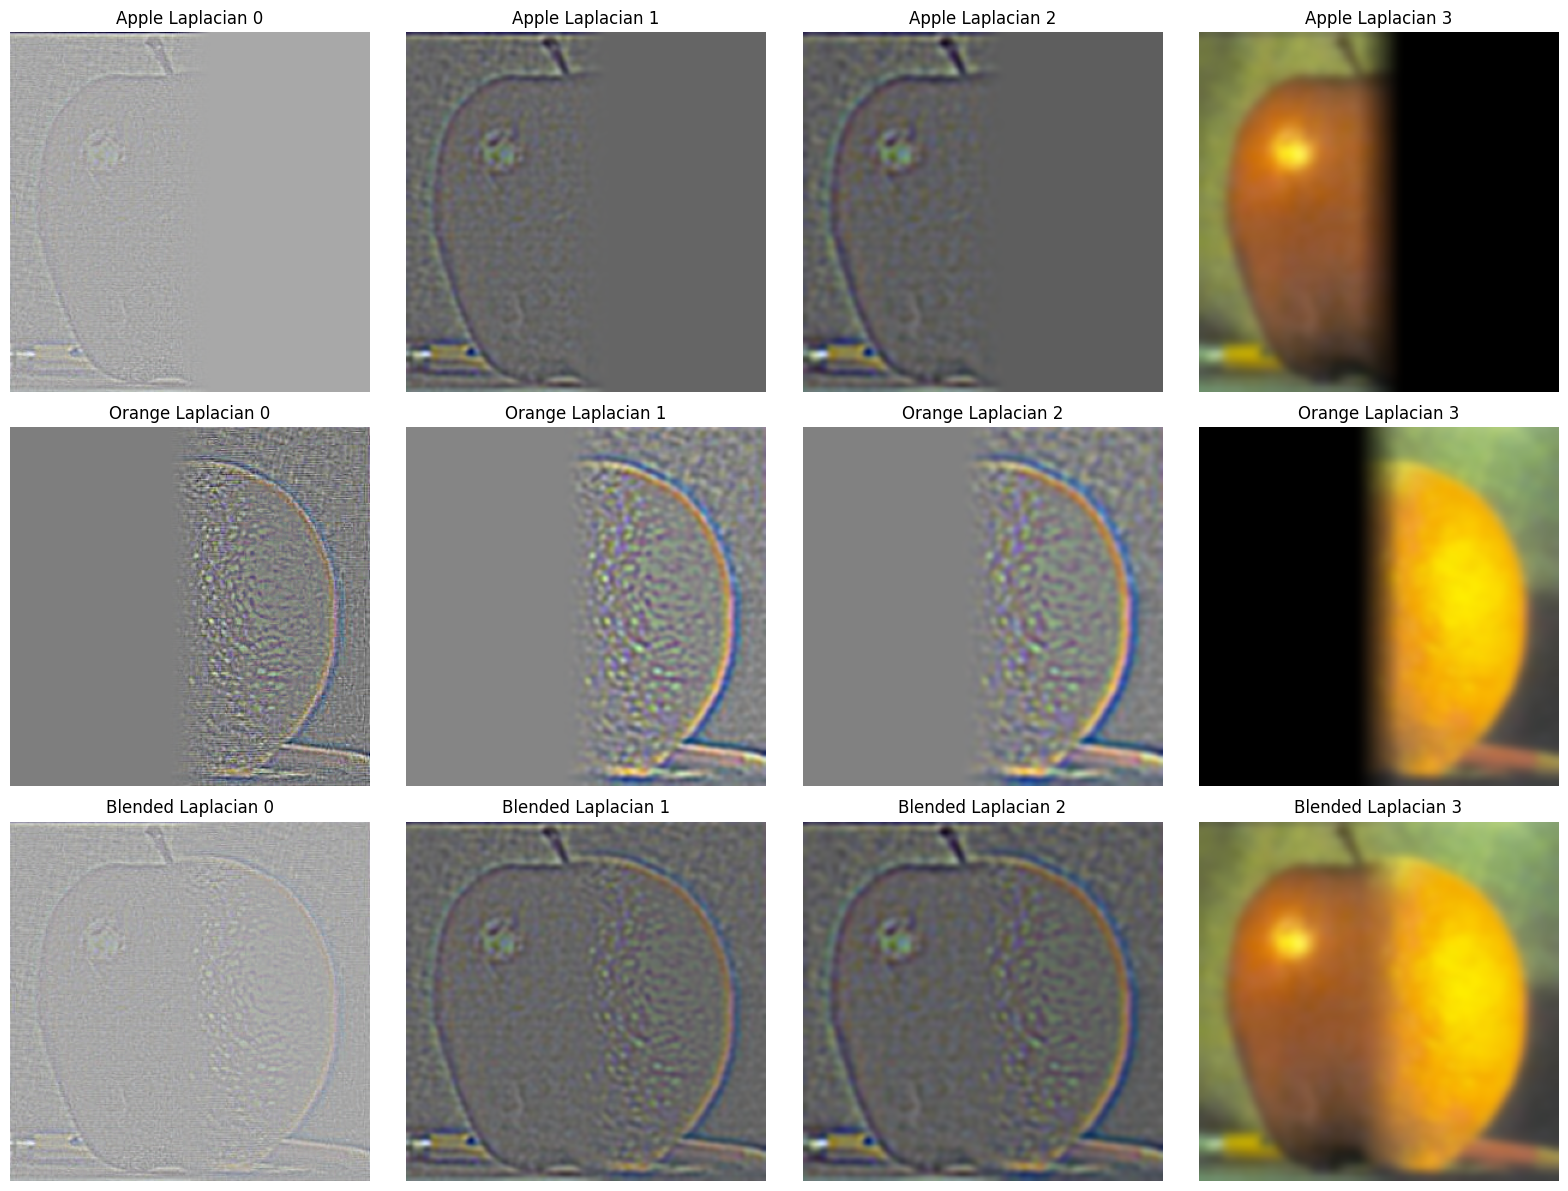 Apple Laplacian 0
Apple Laplacian 1
Apple Laplacian 2
Apple Laplacian 3
Orange Laplacian 0
Orange Laplacian 1
Orange Laplacian 2
Orange Laplacian 3
Blended Laplacian 0
Blended Laplacian 1
Blended Laplacian 2
Blended Laplacian 3